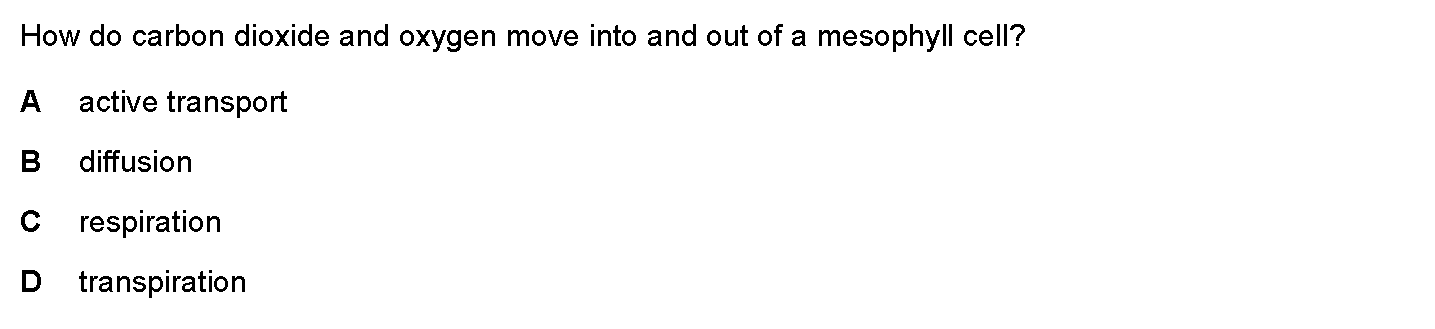 How do carbon dioxide and oxygen move into and out of a mesophyll cell?
A active transport
B diffusion
C respiration
D transpiration